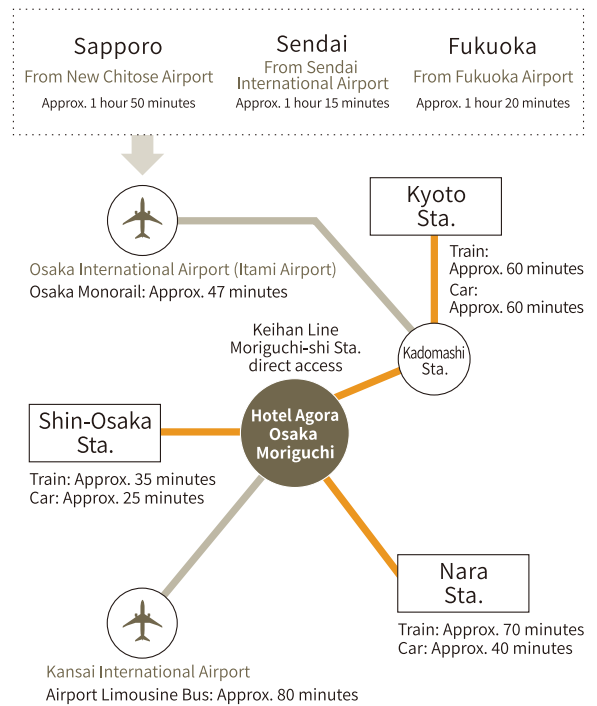 Sapporo
From New Chitose Airport
Approx. 1 hour 50 minutes
Sendai
From Sendai
International Airport
Approx. 1 hour 15 minutes
Fukuoka
From Fukuoka Airport
Approx. 1 hour 20 minutes
Osaka International Airport (Itami Airport)
Osaka Monorail: Approx. 47 minutes
Kyoto
Sta.
Train:
Approx. 60 minutes
Car:
Approx. 60 minutes
Kadomashi
Sta.
Keihan Line
Moriguchi-shi Sta.
direct access
Hotel Agora
Osaka
Moriguchi
Shin-Osaka
Sta.
Train: Approx. 35 minutes
Car: Approx. 25 minutes
Nara
Sta.
Train: Approx. 70 minutes
Car: Approx. 40 minutes
Kansai International Airport
Airport Limousine Bus: Approx. 80 minutes